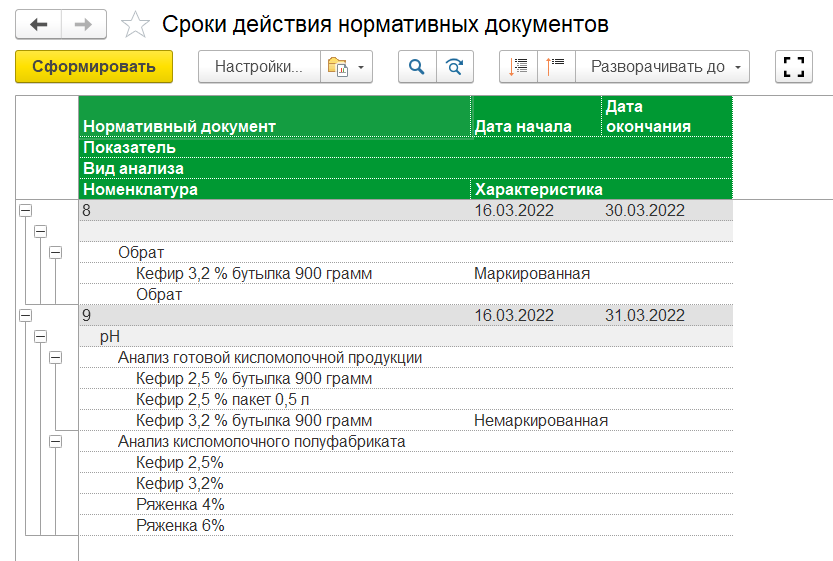 Сроки действия нормативных документов
Сформировать Настройки... Разворачивать до
Нормативный документ Дата начала Дата окончания
Показатель
Вид анализа
Номенклатура Характеристика
8 16.03.2022 30.03.2022
Обрат
Кефир 3,2 % бутылка 900 грамм Маркированная
Обрат
9 16.03.2022 31.03.2022
pH
Анализ готовой кисломолочной продукции
Кефир 2,5 % бутылка 900 грамм
Кефир 2,5 % пакет 0,5 л
Кефир 3,2 % бутылка 900 грамм Немаркированная
Анализ кисломолочного полуфабриката
Кефир 2,5%
Кефир 3,2%
Ряженка 4%
Ряженка 6%